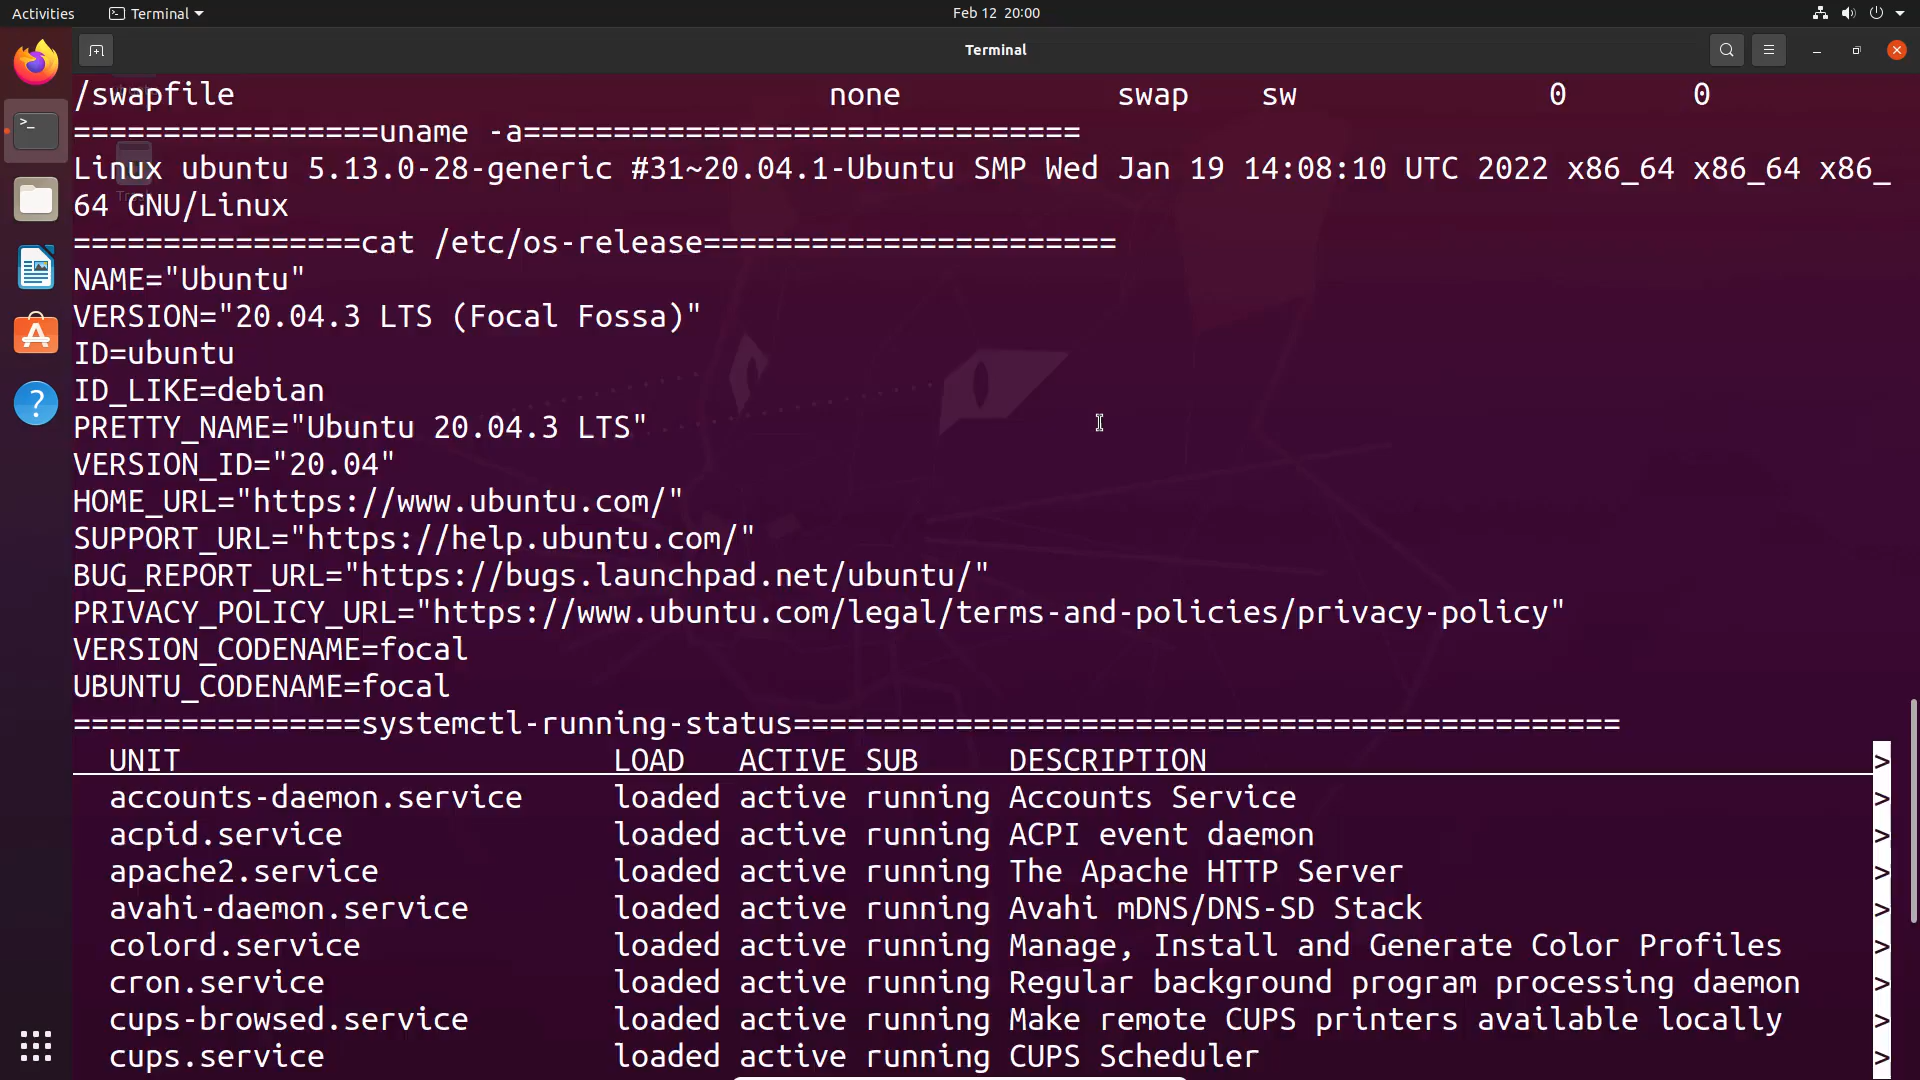 Activities Terminal Feb 12 20:00
Terminal
/swapfile none swap sw 0 0
=================uname -a===============================
Linux ubuntu 5.13.0-28-generic #31~20.04.1-Ubuntu SMP Wed Jan 19 14:08:10 UTC 2022 x86_64 x86_64 x86_
64 GNU/Linux
================cat /etc/os-release=======================
NAME="Ubuntu"
VERSION="20.04.3 LTS (Focal Fossa)"
ID=ubuntu
ID_LIKE=debian
PRETTY_NAME="Ubuntu 20.04.3 LTS"
VERSION_ID="20.04"
HOME_URL="https://www.ubuntu.com/"
SUPPORT_URL="https://help.ubuntu.com/"
BUG_REPORT_URL="https://bugs.launchpad.net/ubuntu/"
PRIVACY_POLICY_URL="https://www.ubuntu.com/legal/terms-and-policies/privacy-policy"
VERSION_CODENAME=focal
UBUNTU_CODENAME=focal
================systemctl-running-status==============================================
UNIT LOAD ACTIVE SUB DESCRIPTION >
accounts-daemon.service loaded active running Accounts Service >
acpid.service loaded active running ACPI event daemon >
apache2.service loaded active running The Apache HTTP Server >
avahi-daemon.service loaded active running Avahi mDNS/DNS-SD Stack >
colord.service loaded active running Manage, Install and Generate Color Profiles >
cron.service loaded active running Regular background program processing daemon >
cups-browsed.service loaded active running Make remote CUPS printers available locally >
cups.service loaded active running CUPS Scheduler >